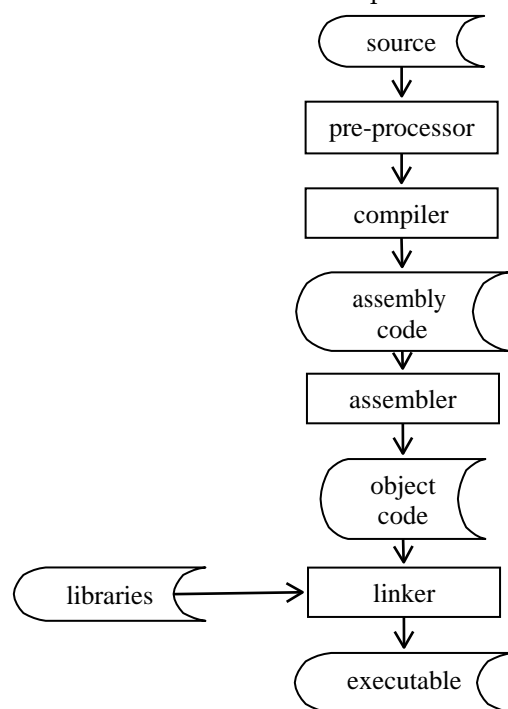 source
pre-processor
compiler
assembly
code
assembler
object
code
libraries
linker
executable